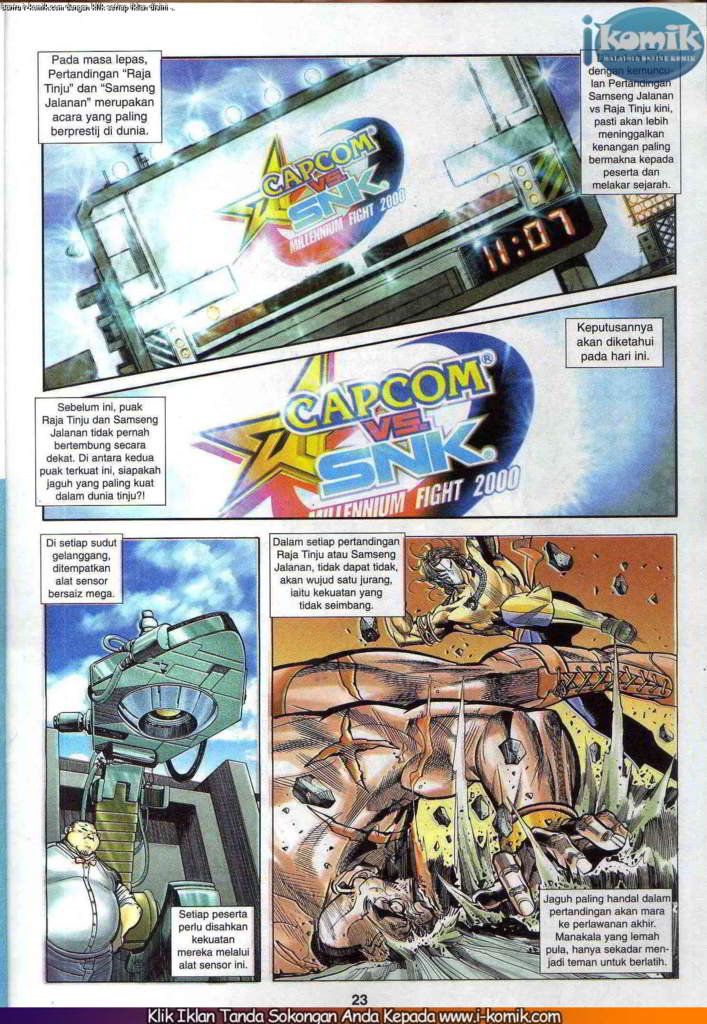 ikomik
MALAYSIA ONLINE KOMIK
Pada masa lepas,
Pertandingan “Raja
Tinju” dan “Samseng
Jalanan” merupakan
acara yang paling
berprestij di dunia.
dengan kemuncu-
lan Pertandingan
Samseng Jalanan
vs Raja Tinju kini,
pasti akan lebih
meninggalkan
kenangan paling
bermakna kepada
peserta dan
melakar sejarah.
CAPCOM®
VS.
SNK®
MILLENNIUM FIGHT 2000
11:07
Keputusannya
akan diketahui
pada hari ini.
CAPCOM®
VS.
SNK®
MILLENNIUM FIGHT 2000
Sebelum ini, puak
Raja Tinju dan Samseng
Jalanan tidak pernah
bertembung secara
dekat. Di antara kedua
puak terkuat ini, siapakah
jaguh yang paling kuat
dalam dunia tinju?!
Di setiap sudut
gelanggang,
ditempatkan
alat sensor
bersaiz mega.
Setiap peserta
perlu disahkan
kekuatan
mereka melalui
alat sensor ini.
Dalam setiap pertandingan
Raja Tinju atau Samseng
Jalanan, tidak dapat tidak,
akan wujud satu jurang,
iaitu kekuatan yang
tidak seimbang.
Jaguh paling handal dalam
pertandingan akan mara
ke perlawanan akhir.
Manakala yang lemah
pula, hanya sekadar men-
jadi teman untuk berlatih.
23
Klik Iklan Tanda Sokongan Anda Kepada www.i-komik.com